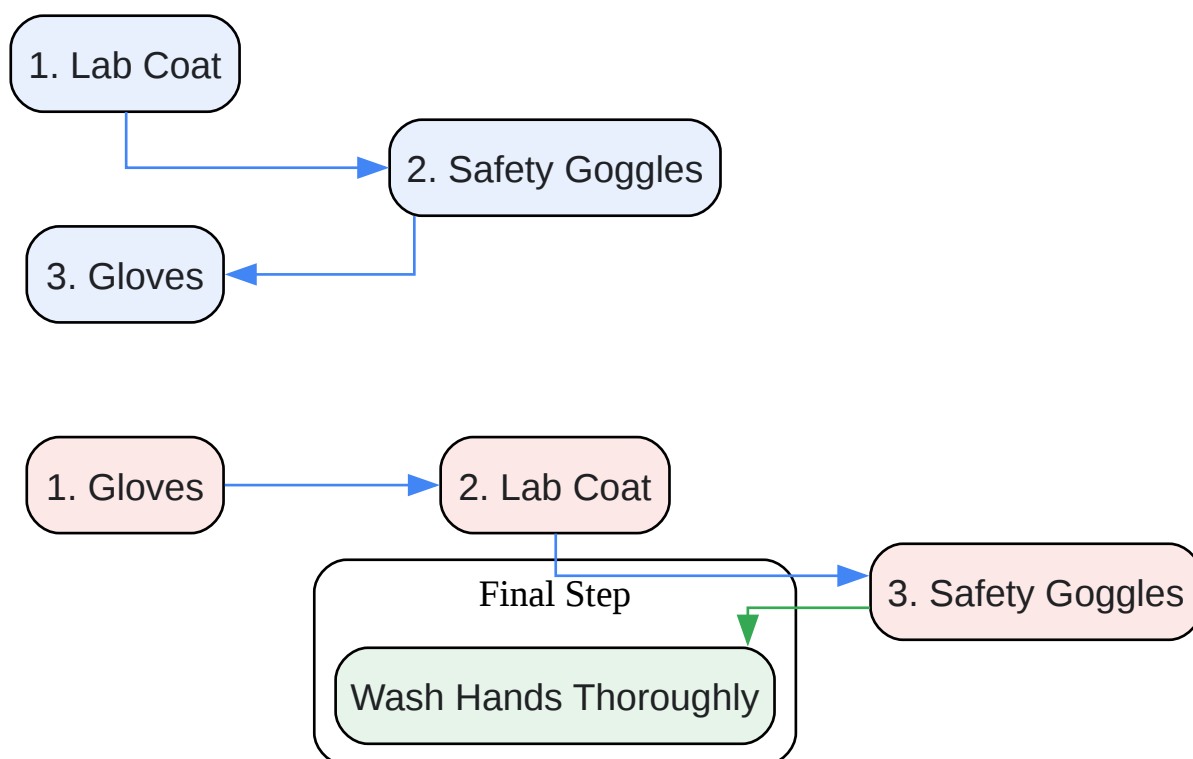 1. Lab Coat
2. Safety Goggles
3. Gloves
1. Gloves
2. Lab Coat
3. Safety Goggles
Final Step
Wash Hands Thoroughly